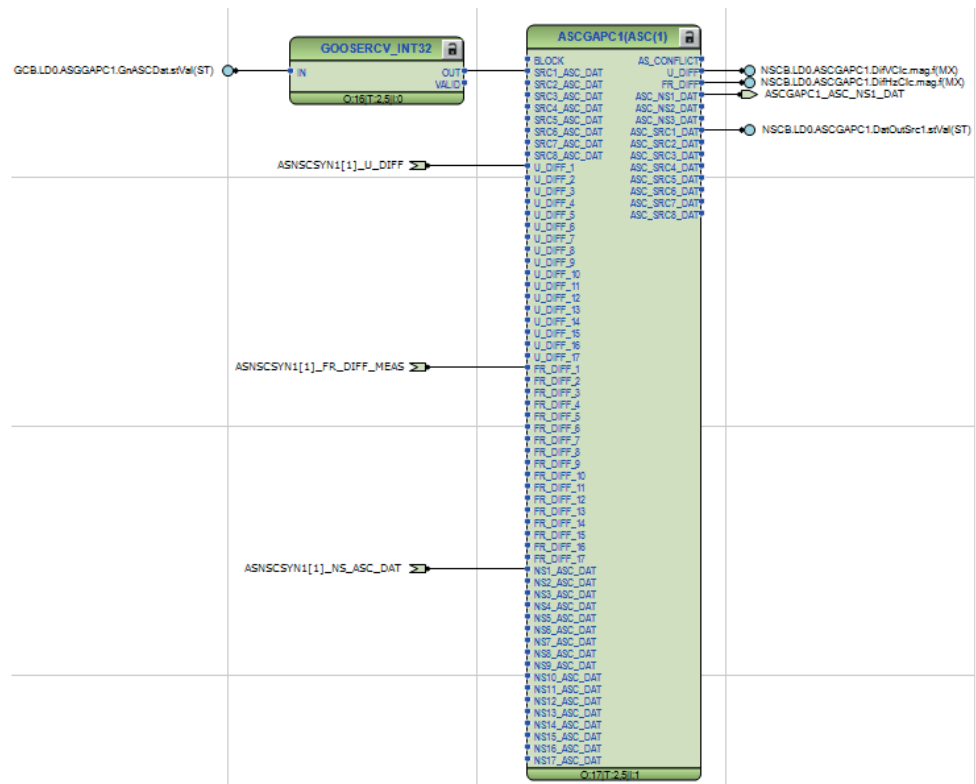 GOOSERCV_INT32
GCB.LD0.ASGGAPC1.GnASCDat.stVal(ST)
IN
OUT
VALID
O:16|T:2.5|I:0
ASNSCSYN1[1]_U_DIFF
ASNSCSYN1[1]_FR_DIFF_MEAS
ASNSCSYN1[1]_NS_ASC_DAT
ASCGAPC1(ASC(1)
BLOCK
SRC1_ASC_DAT
SRC2_ASC_DAT
SRC3_ASC_DAT
SRC4_ASC_DAT
SRC5_ASC_DAT
SRC6_ASC_DAT
SRC7_ASC_DAT
SRC8_ASC_DAT
U_DIFF_1
U_DIFF_2
U_DIFF_3
U_DIFF_4
U_DIFF_5
U_DIFF_6
U_DIFF_7
U_DIFF_8
U_DIFF_9
U_DIFF_10
U_DIFF_11
U_DIFF_12
U_DIFF_13
U_DIFF_14
U_DIFF_15
U_DIFF_16
U_DIFF_17
FR_DIFF_1
FR_DIFF_2
FR_DIFF_3
FR_DIFF_4
FR_DIFF_5
FR_DIFF_6
FR_DIFF_7
FR_DIFF_8
FR_DIFF_9
FR_DIFF_10
FR_DIFF_11
FR_DIFF_12
FR_DIFF_13
FR_DIFF_14
FR_DIFF_15
FR_DIFF_16
FR_DIFF_17
NS1_ASC_DAT
NS2_ASC_DAT
NS3_ASC_DAT
NS4_ASC_DAT
NS5_ASC_DAT
NS6_ASC_DAT
NS7_ASC_DAT
NS8_ASC_DAT
NS9_ASC_DAT
NS10_ASC_DAT
NS11_ASC_DAT
NS12_ASC_DAT
NS13_ASC_DAT
NS14_ASC_DAT
NS15_ASC_DAT
NS16_ASC_DAT
NS17_ASC_DAT
AS_CONFLICT
U_DIFF
FR_DIFF
ASC_NS1_DAT
ASC_NS2_DAT
ASC_NS3_DAT
ASC_SRC1_DAT
ASC_SRC2_DAT
ASC_SRC3_DAT
ASC_SRC4_DAT
ASC_SRC5_DAT
ASC_SRC6_DAT
ASC_SRC7_DAT
ASC_SRC8_DAT
O:17|T:2.5|I:1
NSCB.LD0.ASCGAPC1.DifVClc.mag.f(MX)
NSCB.LD0.ASCGAPC1.DifHzClc.mag.f(MX)
ASCGAPC1_ASC_NS1_DAT
NSCB.LD0.ASCGAPC1.DatOutSrc1.stVal(ST)